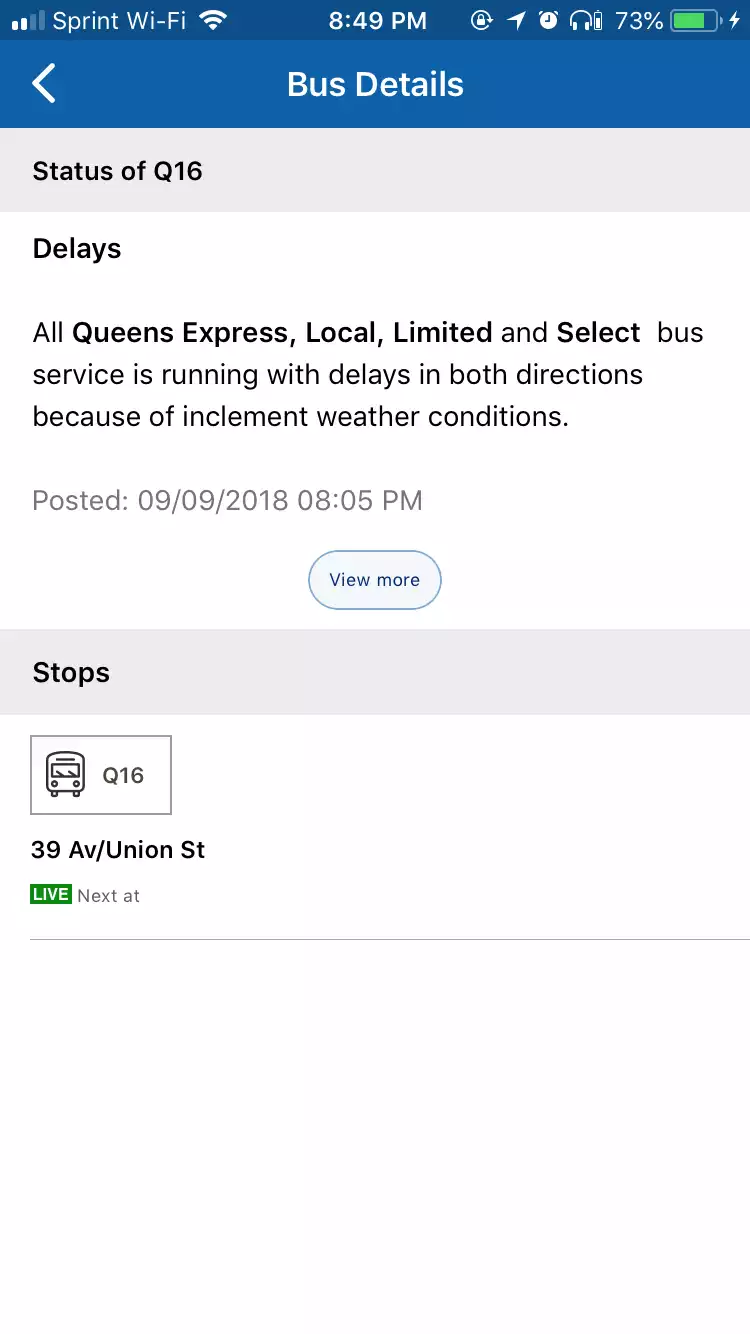 Sprint Wi-Fi 8:49 PM 73%
Bus Details
Status of Q16
Delays
All Queens Express, Local, Limited and Select bus
service is running with delays in both directions
because of inclement weather conditions.
Posted: 09/09/2018 08:05 PM
View more
Stops
Q16
39 Av/Union St
LIVE Next at